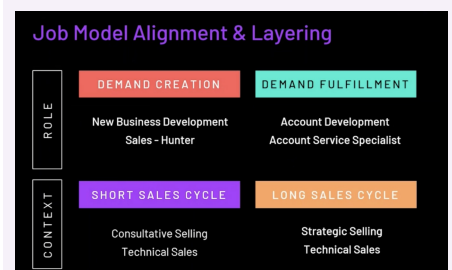 Job Model Alignment & Layering
ROLE
DEMAND CREATION
New Business Development
Sales - Hunter
DEMAND FULFILLMENT
Account Development
Account Service Specialist
CONTEXT
SHORT SALES CYCLE
Consultative Selling
Technical Sales
LONG SALES CYCLE
Strategic Selling
Technical Sales